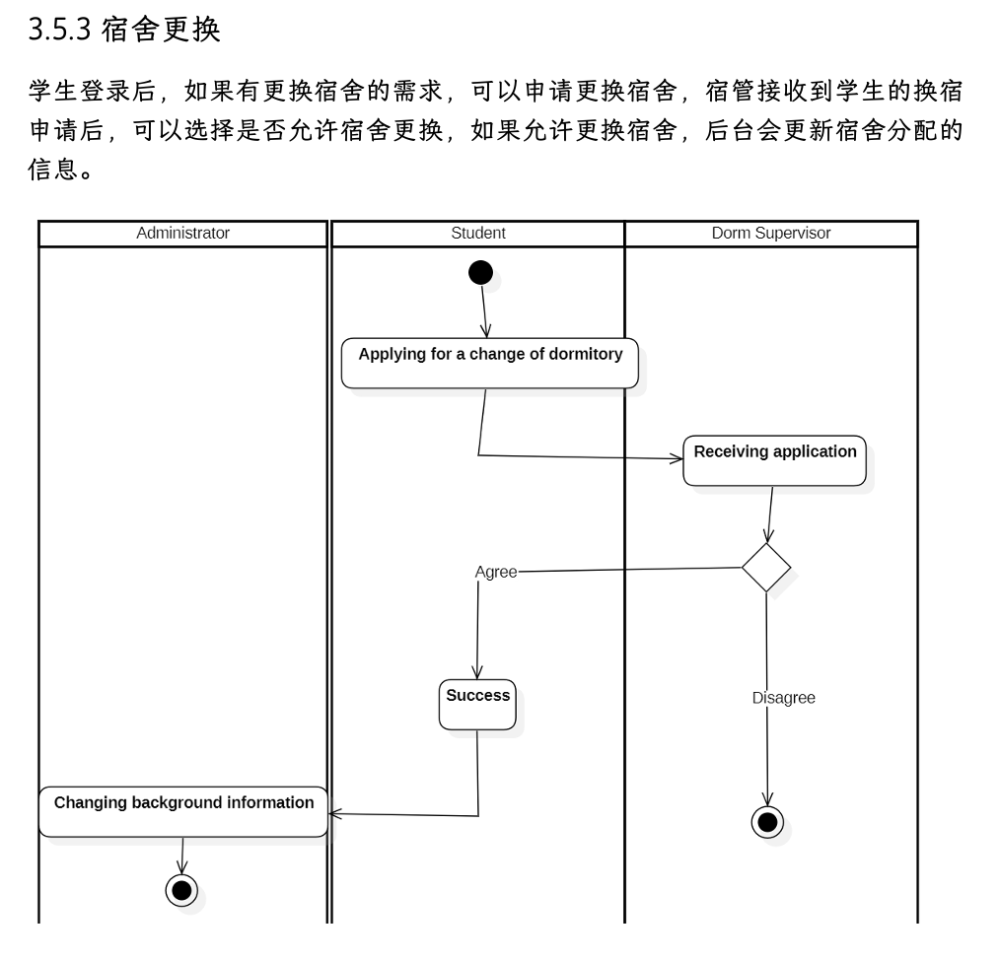 3.5.3 宿舍更换
学生登录后，如果有更换宿舍的需求，可以申请更换宿舍，宿管接收到学生的换宿
申请后，可以选择是否允许宿舍更换，如果允许更换宿舍，后台会更新宿舍分配的
信息。
Administrator
Student
Dorm Supervisor
Applying for a change of dormitory
Receiving application
Agree
Success
Disagree
Changing background information